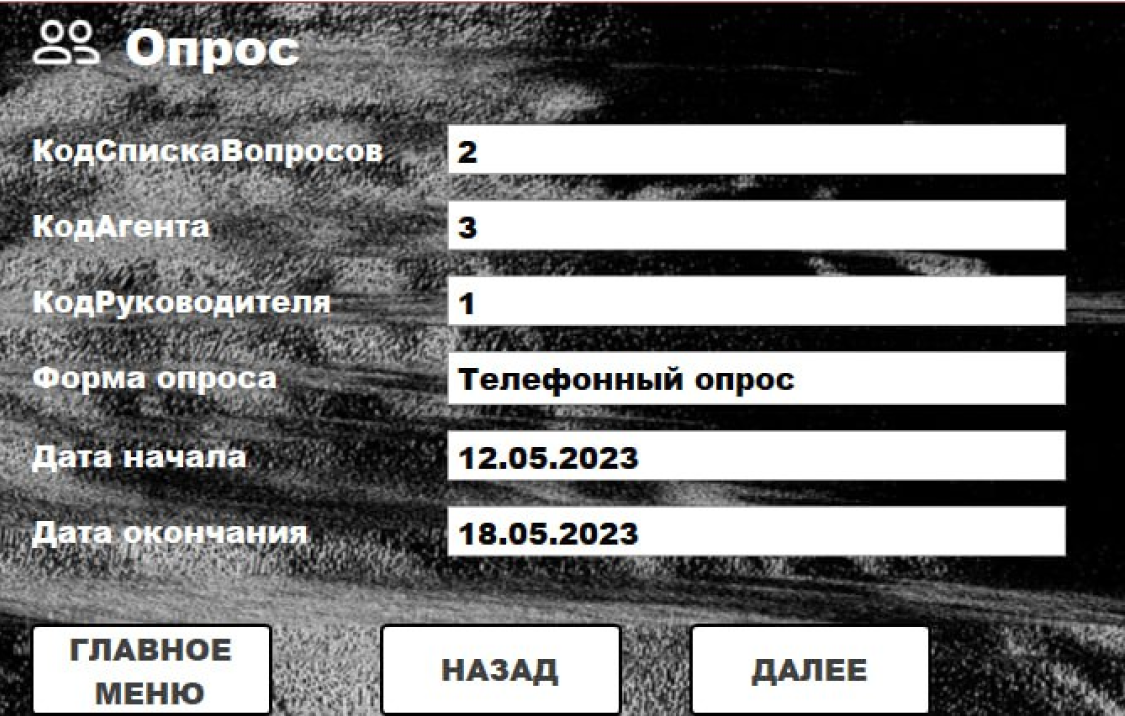 Опрос
КодСпискаВопросов 2
КодАгента 3
КодРуководителя 1
Форма опроса Телефонный опрос
Дата начала 12.05.2023
Дата окончания 18.05.2023
ГЛАВНОЕ
МЕНЮ
НАЗАД
ДАЛЕЕ